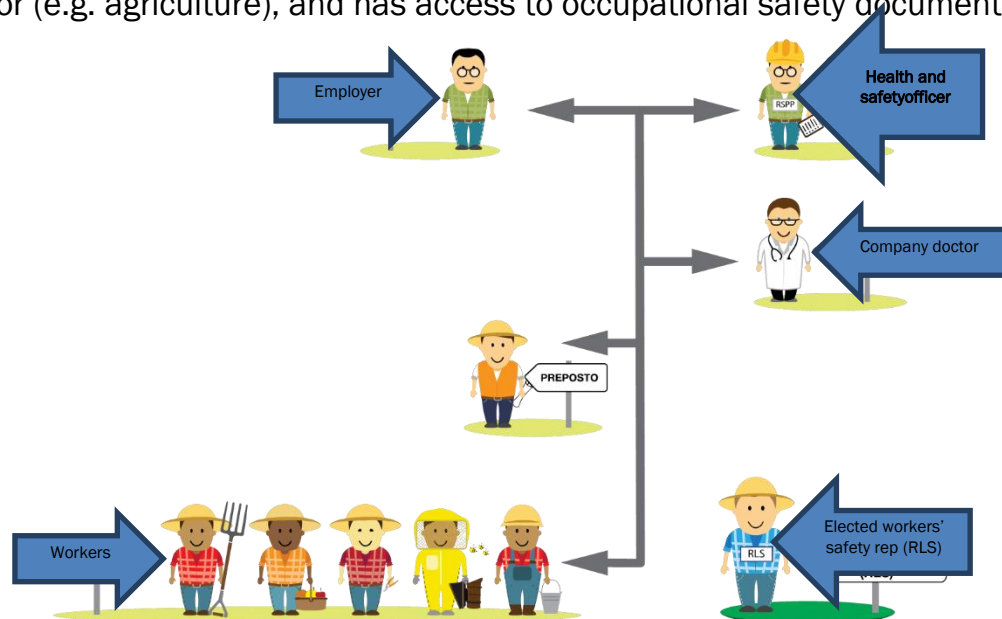 or (e.g. agriculture), and has access to occupational safety document
Employer
RSPP
Health and
safetyofficer
Company doctor
PREPOSTO
Workers
RLS
Elected workers’
safety rep (RLS)